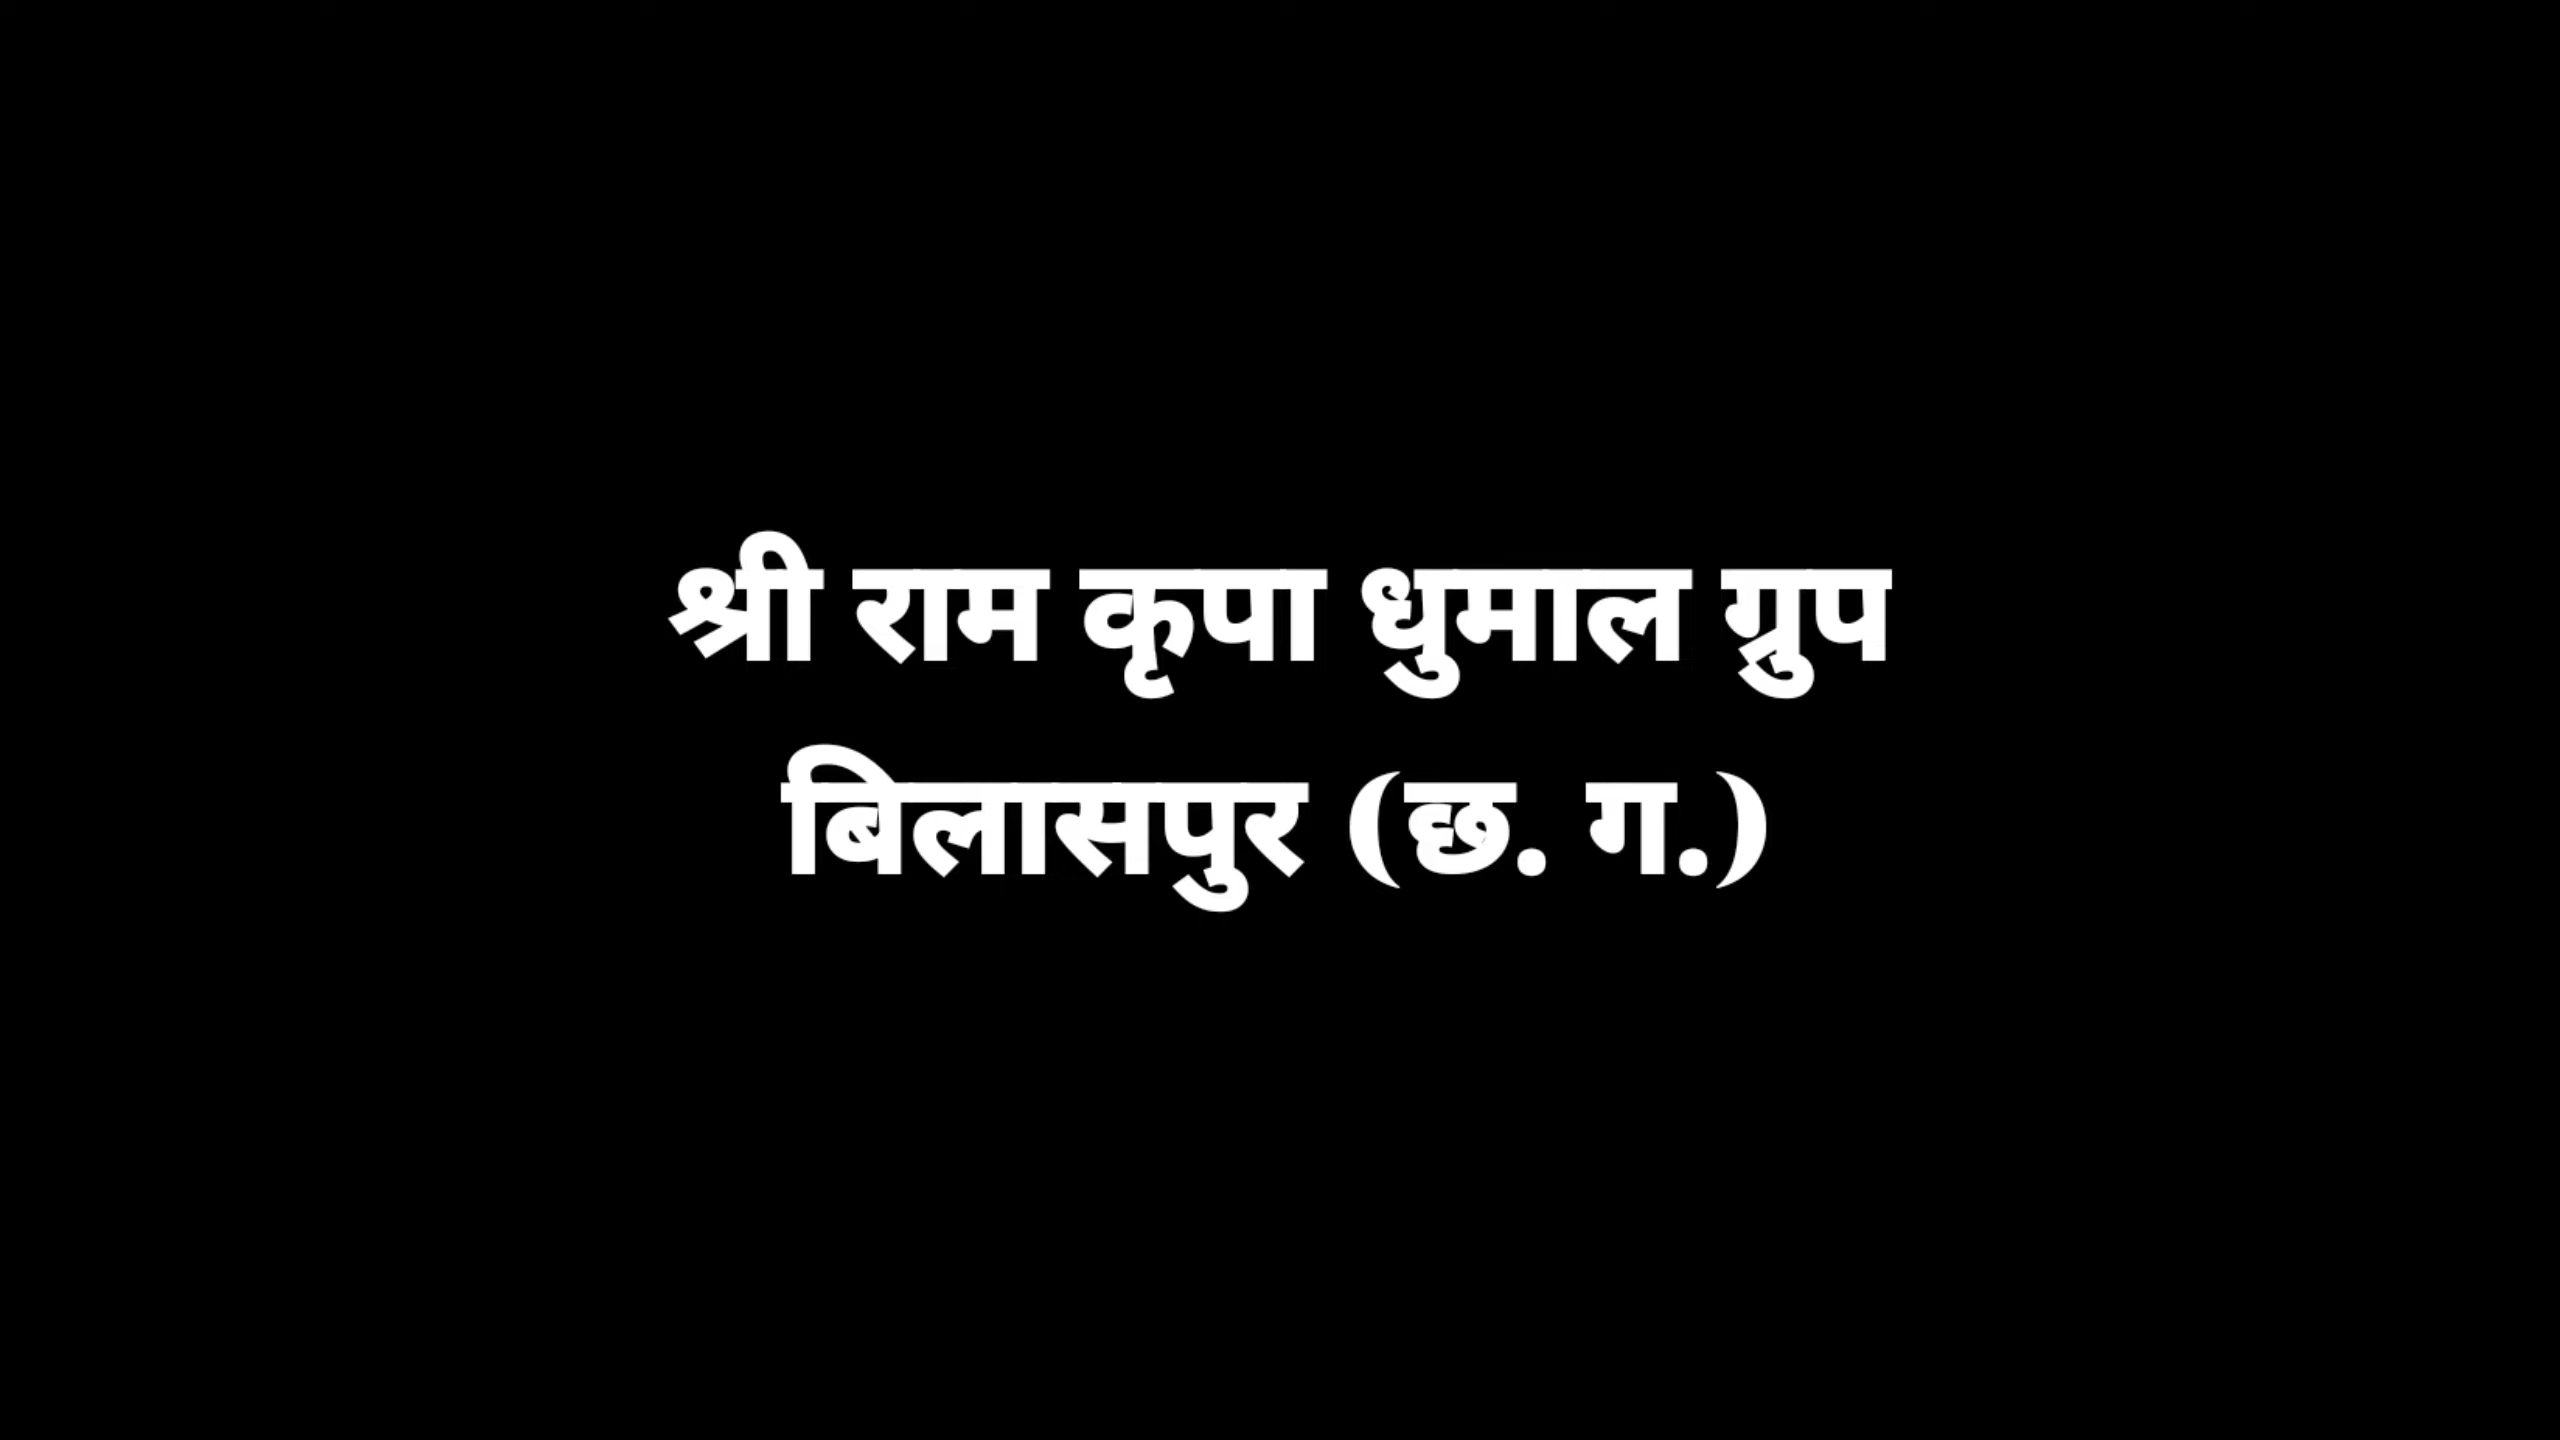 श्री राम कृपा धुमाल ग्रुप
बिलासपुर (छ. ग.)